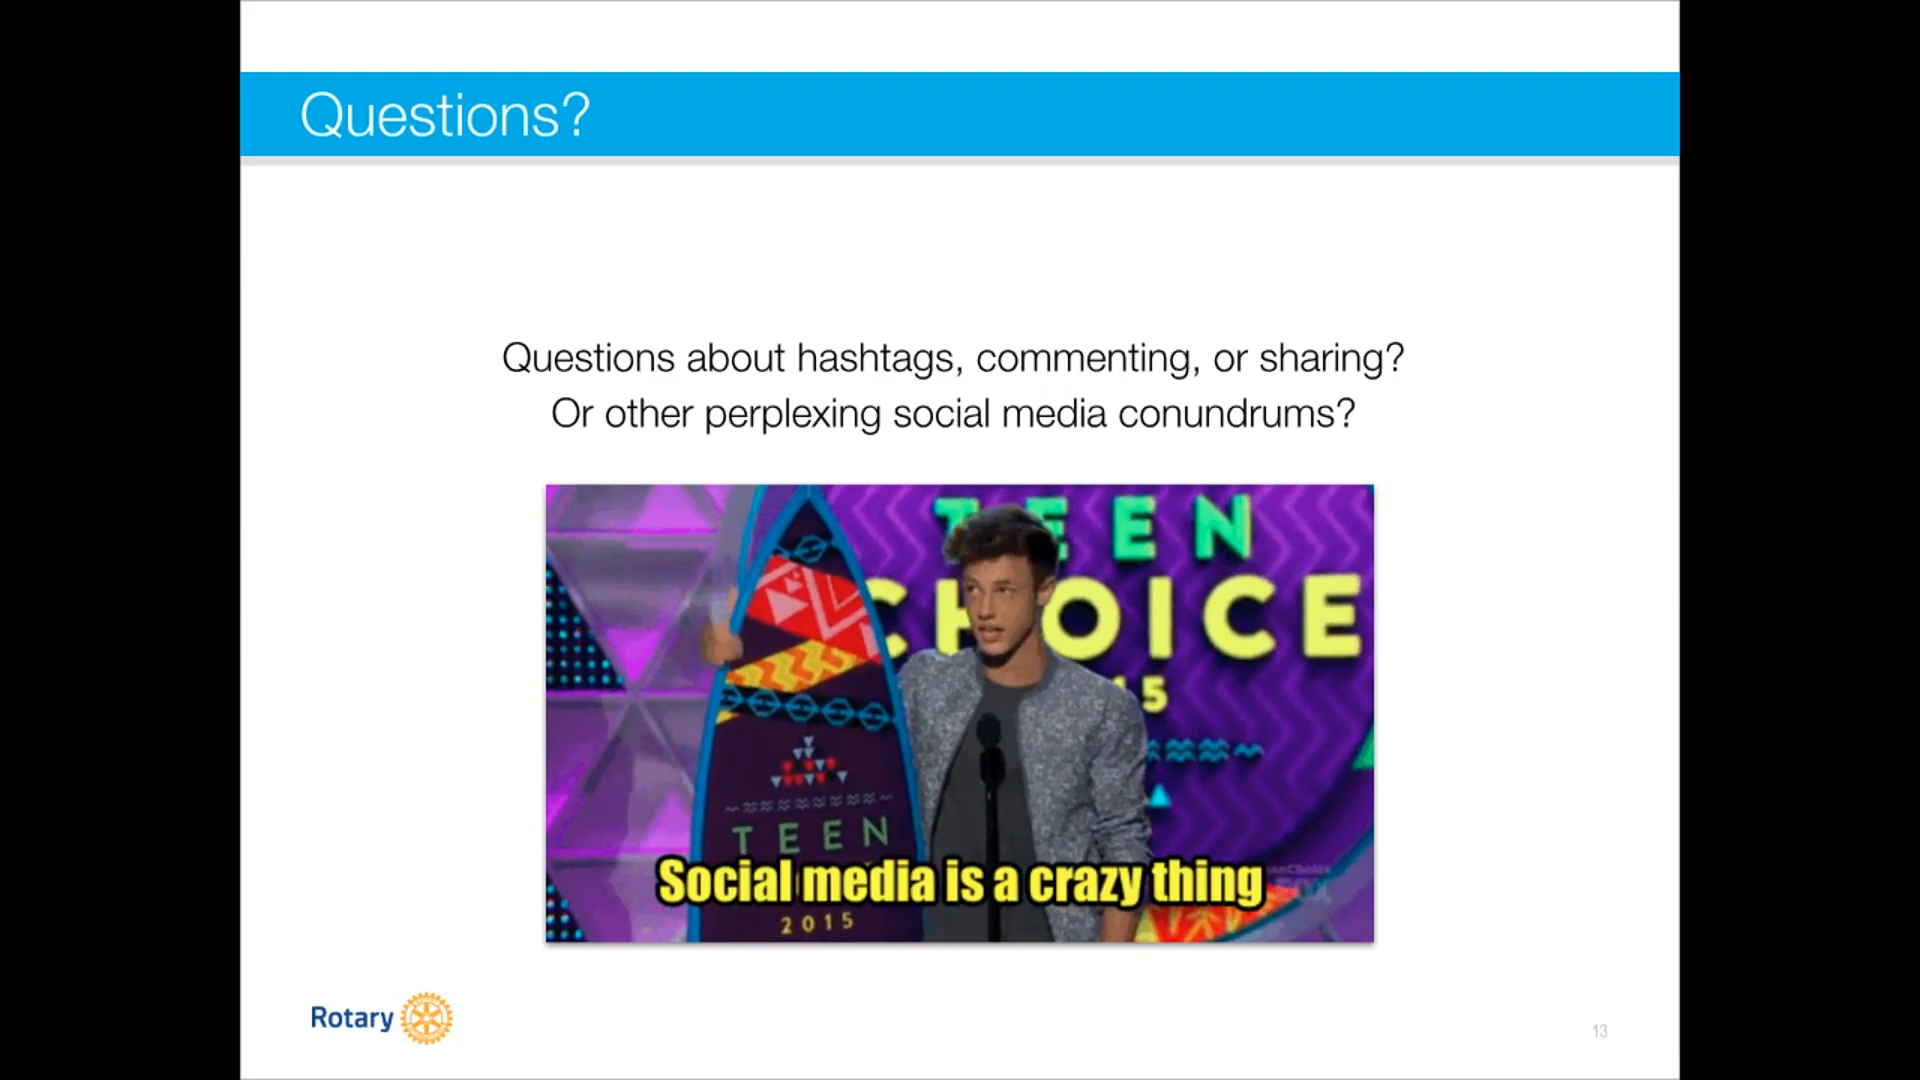 Questions?
Questions about hashtags, commenting, or sharing?
Or other perplexing social media conundrums?
TEEN
CHOICE
15
TEEN
Social media is a crazy thing
2015
Rotary
13